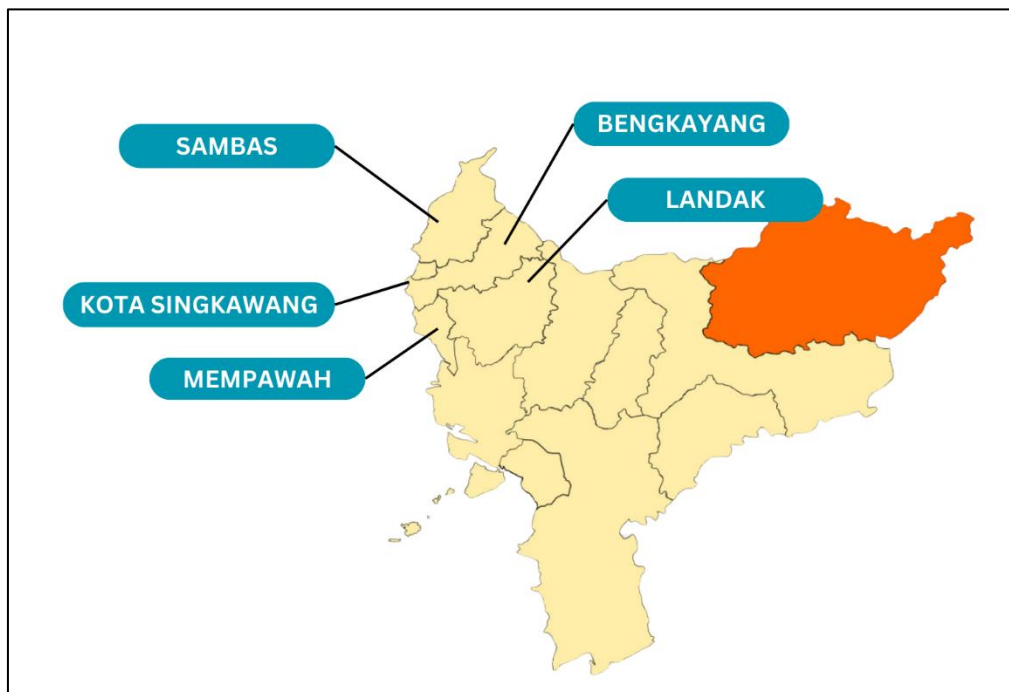 BENGKAYANG
SAMBAS
LANDAK
KOTA SINGKAWANG
MEMPAWAH